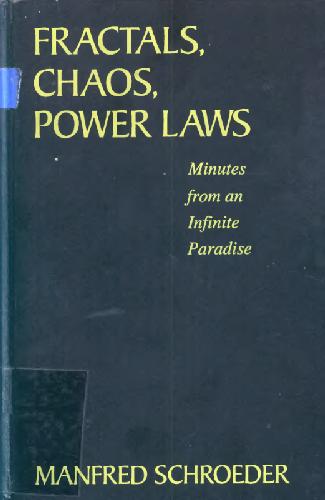 FRACTALS,
CHAOS,
POWER LAWS
Minutes
from an
Infinite
Paradise
MANFRED SCHROEDER